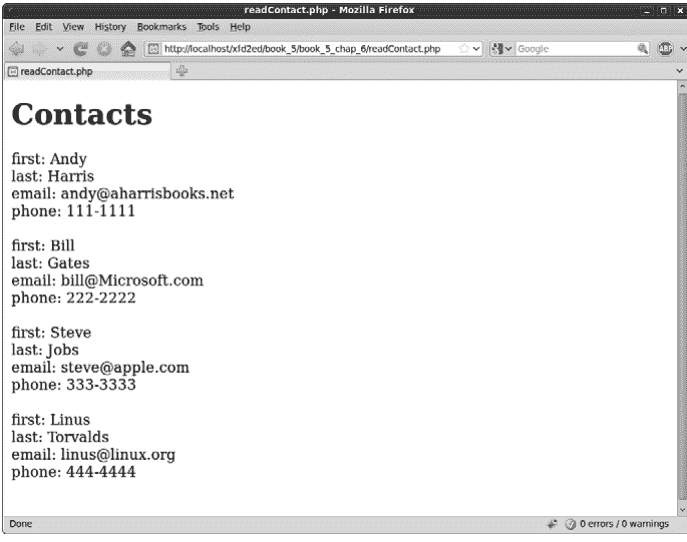 readContact.php - Mozilla Firefox
File Edit View History Bookmarks Tools Help
http://localhost/xfd2ed/book_5/book_5_chap_6/readContact.php Google ABP
readContact.php
Contacts
first: Andy
last: Harris
email: andy@aharrisbooks.net
phone: 111-1111
first: Bill
last: Gates
email: bill@Microsoft.com
phone: 222-2222
first: Steve
last: Jobs
email: steve@apple.com
phone: 333-3333
first: Linus
last: Torvalds
email: linus@linux.org
phone: 444-4444
Done 0 errors / 0 warnings